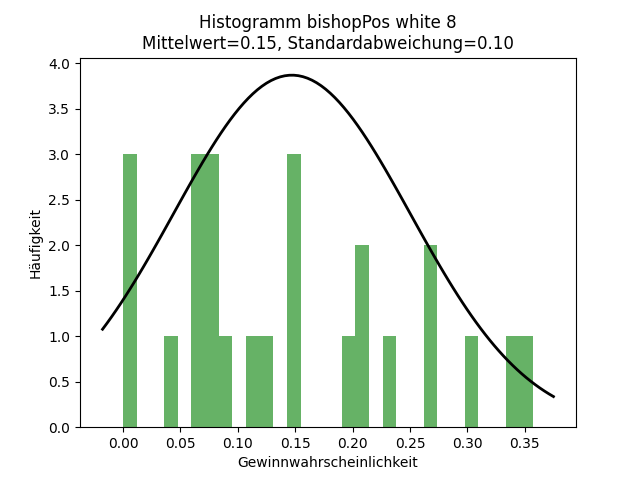 Histogramm bishopPos white 8
Mittelwert=0.15, Standardabweichung=0.10
Häufigkeit
4.0
3.5
3.0
2.5
2.0
1.5
1.0
0.5
0.0
0.00 0.05 0.10 0.15 0.20 0.25 0.30 0.35
Gewinnwahrscheinlichkeit